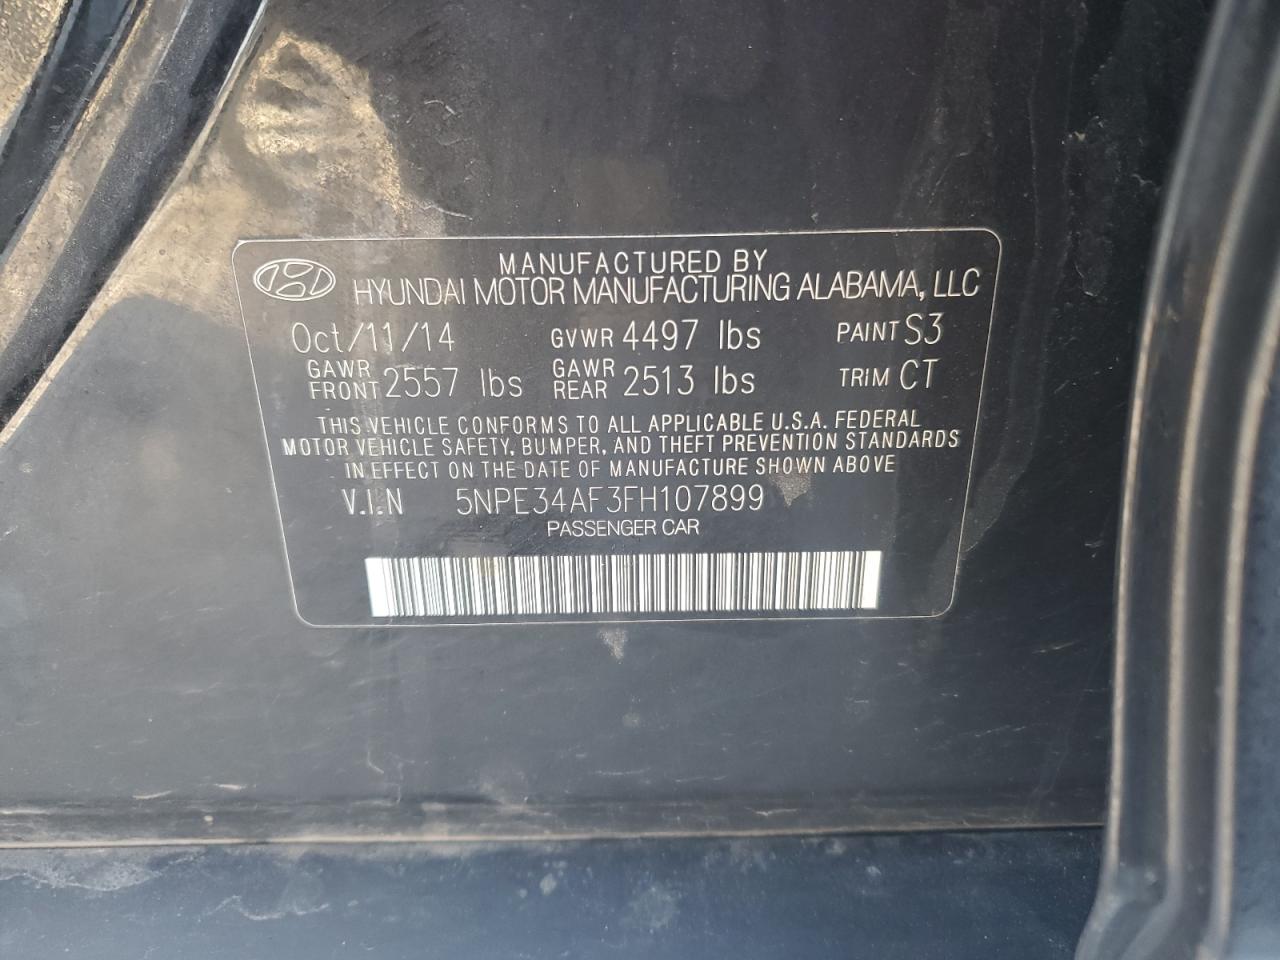 MANUFACTURED BY
HYUNDAI MOTOR MANUFACTURING ALABAMA, LLC
Oct/11/14 GVWR 4497 lbs PAINT S3
GAWR FRONT 2557 lbs GAWR REAR 2513 lbs TRIM CT
THIS VEHICLE CONFORMS TO ALL APPLICABLE U.S.A. FEDERAL
MOTOR VEHICLE SAFETY, BUMPER, AND THEFT PREVENTION STANDARDS
IN EFFECT ON THE DATE OF MANUFACTURE SHOWN ABOVE
V.I.N 5NPE34AF3FH107899
PASSENGER CAR